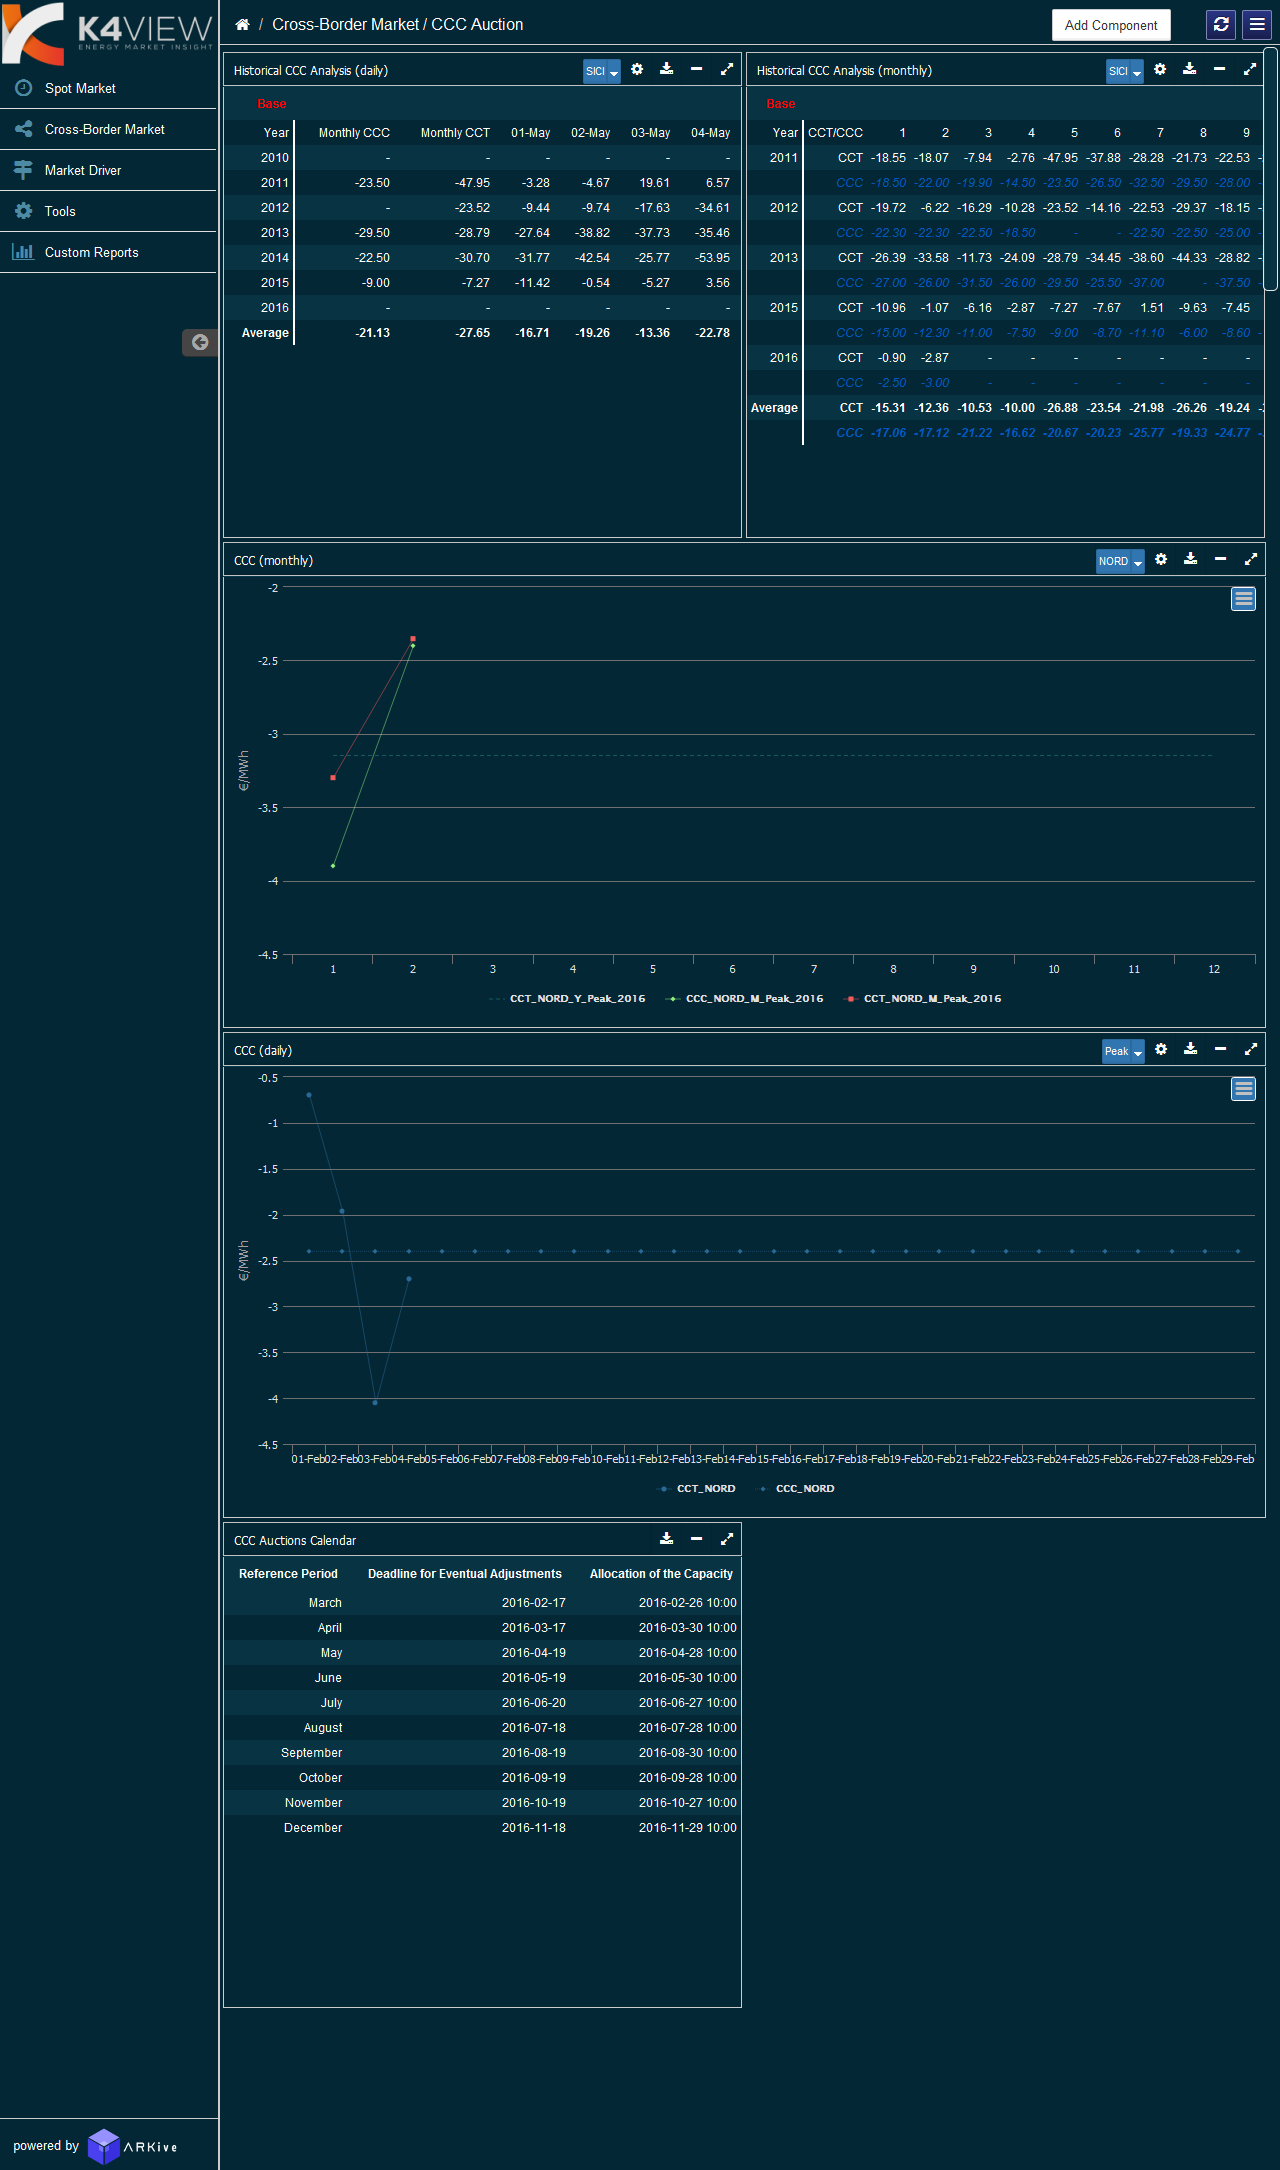 K4VIEW
ENERGY MARKET INSIGHT
Spot Market
Cross-Border Market
Market Driver
Tools
Custom Reports
powered by ARKive
/ Cross-Border Market / CCC Auction
Add Component
Historical CCC Analysis (daily) SICI
Base
Year Monthly CCC Monthly CCT 01-May 02-May 03-May 04-May
2010 - - - - - -
2011 -23.50 -47.95 -3.28 -4.67 19.61 6.57
2012 - -23.52 -9.44 -9.74 -17.63 -34.61
2013 -29.50 -28.79 -27.64 -38.82 -37.73 -35.46
2014 -22.50 -30.70 -31.77 -42.54 -25.77 -53.95
2015 -9.00 -7.27 -11.42 -0.54 -5.27 3.56
2016 - - - - - -
Average -21.13 -27.65 -16.71 -19.26 -13.36 -22.78
Historical CCC Analysis (monthly) SICI
Base
Year CCT/CCC 1 2 3 4 5 6 7 8 9
2011 CCT -18.55 -18.07 -7.94 -2.76 -47.95 -37.88 -28.28 -21.73 -22.53
CCC -18.50 -22.00 -19.90 -14.50 -23.50 -26.50 -32.50 -29.50 -28.00
2012 CCT -19.72 -6.22 -16.29 -10.28 -23.52 -14.16 -22.53 -29.37 -18.15
CCC -22.30 -22.30 -22.50 -18.50 - - -22.50 -22.50 -25.00
2013 CCT -26.39 -33.58 -11.73 -24.09 -28.79 -34.45 -38.60 -44.33 -28.82
CCC -27.00 -26.00 -31.50 -26.00 -29.50 -25.50 -37.00 - -37.50
2015 CCT -10.96 -1.07 -6.16 -2.87 -7.27 -7.67 1.51 -9.63 -7.45
CCC -15.00 -12.30 -11.00 -7.50 -9.00 -8.70 -11.10 -6.00 -8.60
2016 CCT -0.90 -2.87 - - - - - - -
CCC -2.50 -3.00 - - - - - - -
Average CCT -15.31 -12.36 -10.53 -10.00 -26.88 -23.54 -21.98 -26.26 -19.24
CCC -17.06 -17.12 -21.22 -16.62 -20.67 -20.23 -25.77 -19.33 -24.77
CCC (monthly) NORD
-2
-2.5
-3
-3.5
-4
-4.5
€/MWh
1 2 3 4 5 6 7 8 9 10 11 12
CCT_NORD_Y_Peak_2016 CCC_NORD_M_Peak_2016 CCT_NORD_M_Peak_2016
CCC (daily) Peak
-0.5
-1
-1.5
-2
-2.5
-3
-3.5
-4
-4.5
€/MWh
01-Feb 02-Feb 03-Feb 04-Feb 05-Feb 06-Feb 07-Feb 08-Feb 09-Feb 10-Feb 11-Feb 12-Feb 13-Feb 14-Feb 15-Feb 16-Feb 17-Feb 18-Feb 19-Feb 20-Feb 21-Feb 22-Feb 23-Feb 24-Feb 25-Feb 26-Feb 27-Feb 28-Feb 29-Feb
CCT_NORD CCC_NORD
CCC Auctions Calendar
Reference Period Deadline for Eventual Adjustments Allocation of the Capacity
March 2016-02-17 2016-02-26 10:00
April 2016-03-17 2016-03-30 10:00
May 2016-04-19 2016-04-28 10:00
June 2016-05-19 2016-05-30 10:00
July 2016-06-20 2016-06-27 10:00
August 2016-07-18 2016-07-28 10:00
September 2016-08-19 2016-08-30 10:00
October 2016-09-19 2016-09-28 10:00
November 2016-10-19 2016-10-27 10:00
December 2016-11-18 2016-11-29 10:00